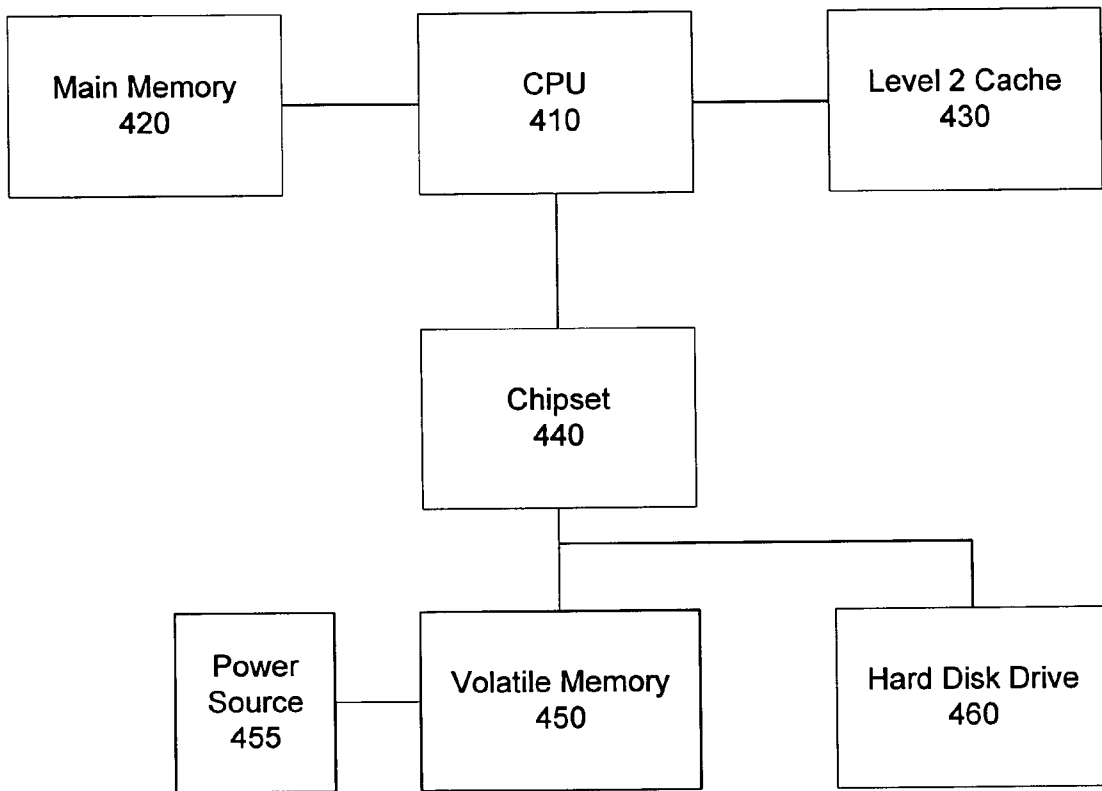 Main Memory
420
CPU
410
Level 2 Cache
430
Chipset
440
Power
Source
455
Volatile Memory
450
Hard Disk Drive
460